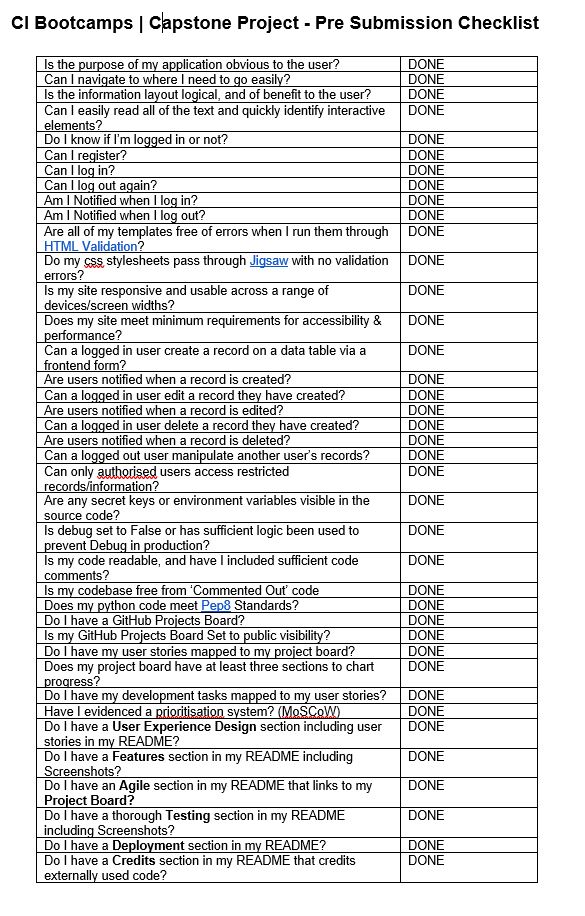 CI Bootcamps | Capstone Project - Pre Submission Checklist
Is the purpose of my application obvious to the user? DONE
Can I navigate to where I need to go easily? DONE
Is the information layout logical, and of benefit to the user? DONE
Can I easily read all of the text and quickly identify interactive DONE
elements?
Do I know if I'm logged in or not? DONE
Can I register? DONE
Can I log in? DONE
Can I log out again? DONE
Am I Notified when I log in? DONE
Am I Notified when I log out? DONE
Are all of my templates free of errors when I run them through DONE
HTML Validation?
Do my css stylesheets pass through Jigsaw with no validation DONE
errors?
Is my site responsive and usable across a range of DONE
devices/screen widths?
Does my site meet minimum requirements for accessibility & DONE
performance?
Can a logged in user create a record on a data table via a DONE
frontend form?
Are users notified when a record is created? DONE
Can a logged in user edit a record they have created? DONE
Are users notified when a record is edited? DONE
Can a logged in user delete a record they have created? DONE
Are users notified when a record is deleted? DONE
Can a logged out user manipulate another user's records? DONE
Can only authorised users access restricted DONE
records/information?
Are any secret keys or environment variables visible in the DONE
source code?
Is debug set to False or has sufficient logic been used to DONE
prevent Debug in production?
Is my code readable, and have I included sufficient code DONE
comments?
Is my codebase free from 'Commented Out' code DONE
Does my python code meet Pep8 Standards? DONE
Do I have a GitHub Projects Board? DONE
Is my GitHub Projects Board Set to public visibility? DONE
Do I have my user stories mapped to my project board? DONE
Does my project board have at least three sections to chart DONE
progress?
Do I have my development tasks mapped to my user stories? DONE
Have I evidenced a prioritisation system? (MoSCoW) DONE
Do I have a User Experience Design section including user DONE
stories in my README?
Do I have a Features section in my README including DONE
Screenshots?
Do I have an Agile section in my README that links to my DONE
Project Board?
Do I have a thorough Testing section in my README DONE
including Screenshots?
Do I have a Deployment section in my README? DONE
Do I have a Credits section in my README that credits DONE
externally used code?